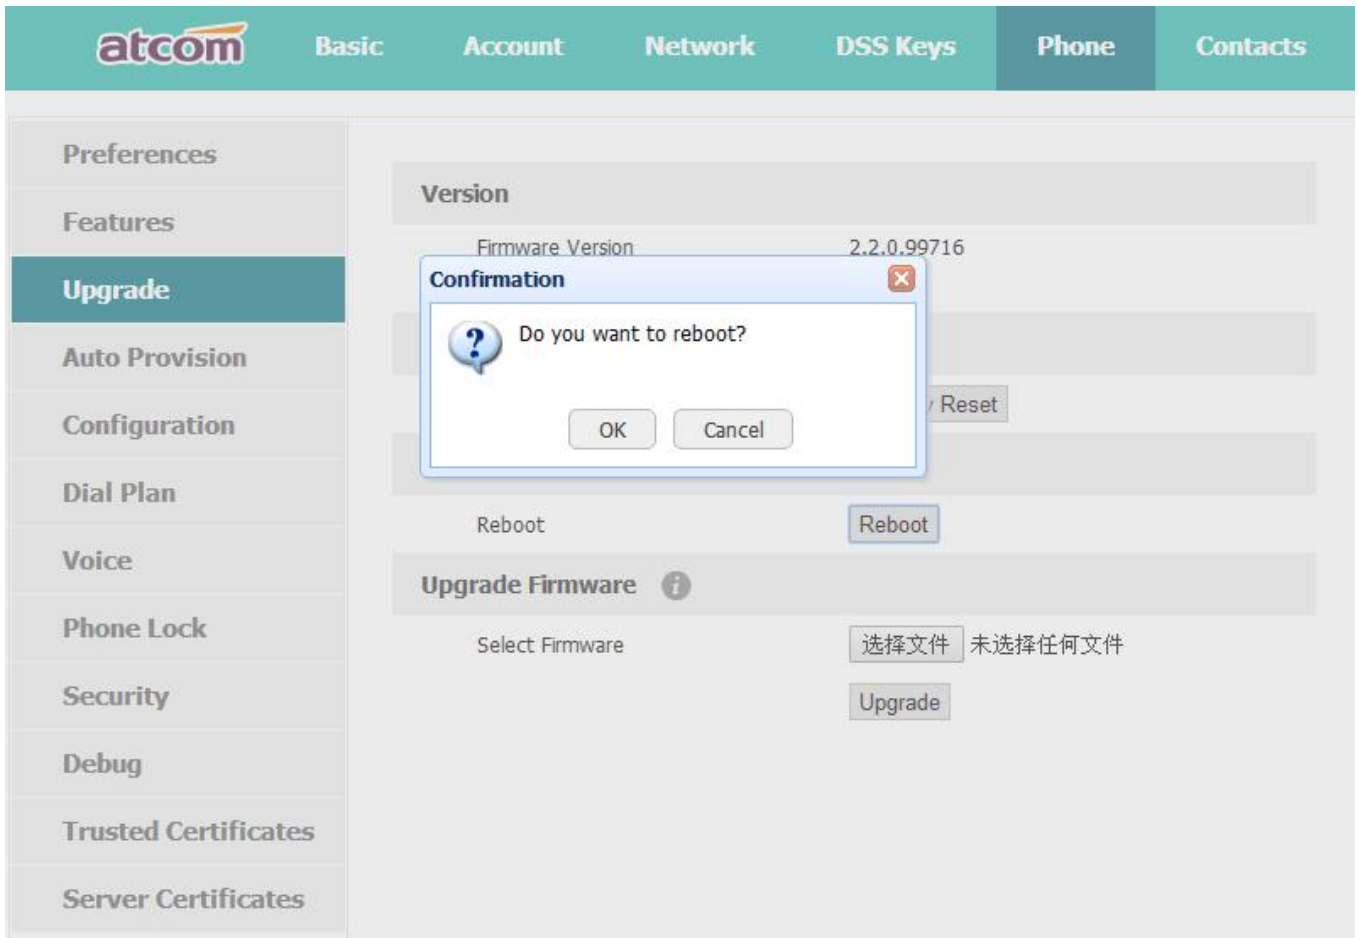 atcom Basic Account Network DSS Keys Phone Contacts
Preferences
Features
Upgrade
Auto Provision
Configuration
Dial Plan
Voice
Phone Lock
Security
Debug
Trusted Certificates
Server Certificates
Version
Firmware Version 2.2.0.99716
Confirmation
Do you want to reboot?
OK Cancel
Reset
Reboot Reboot
Upgrade Firmware
Select Firmware 选择文件 未选择任何文件
Upgrade